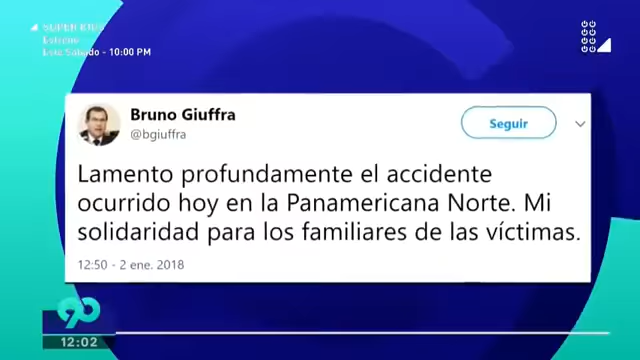 Este Sábado - 10:00 PM
Bruno Giuffra
@bgiuffra
Seguir
Lamento profundamente el accidente
ocurrido hoy en la Panamericana Norte. Mi
solidaridad para los familiares de las víctimas.
12:50 - 2 ene. 2018
90
12:02